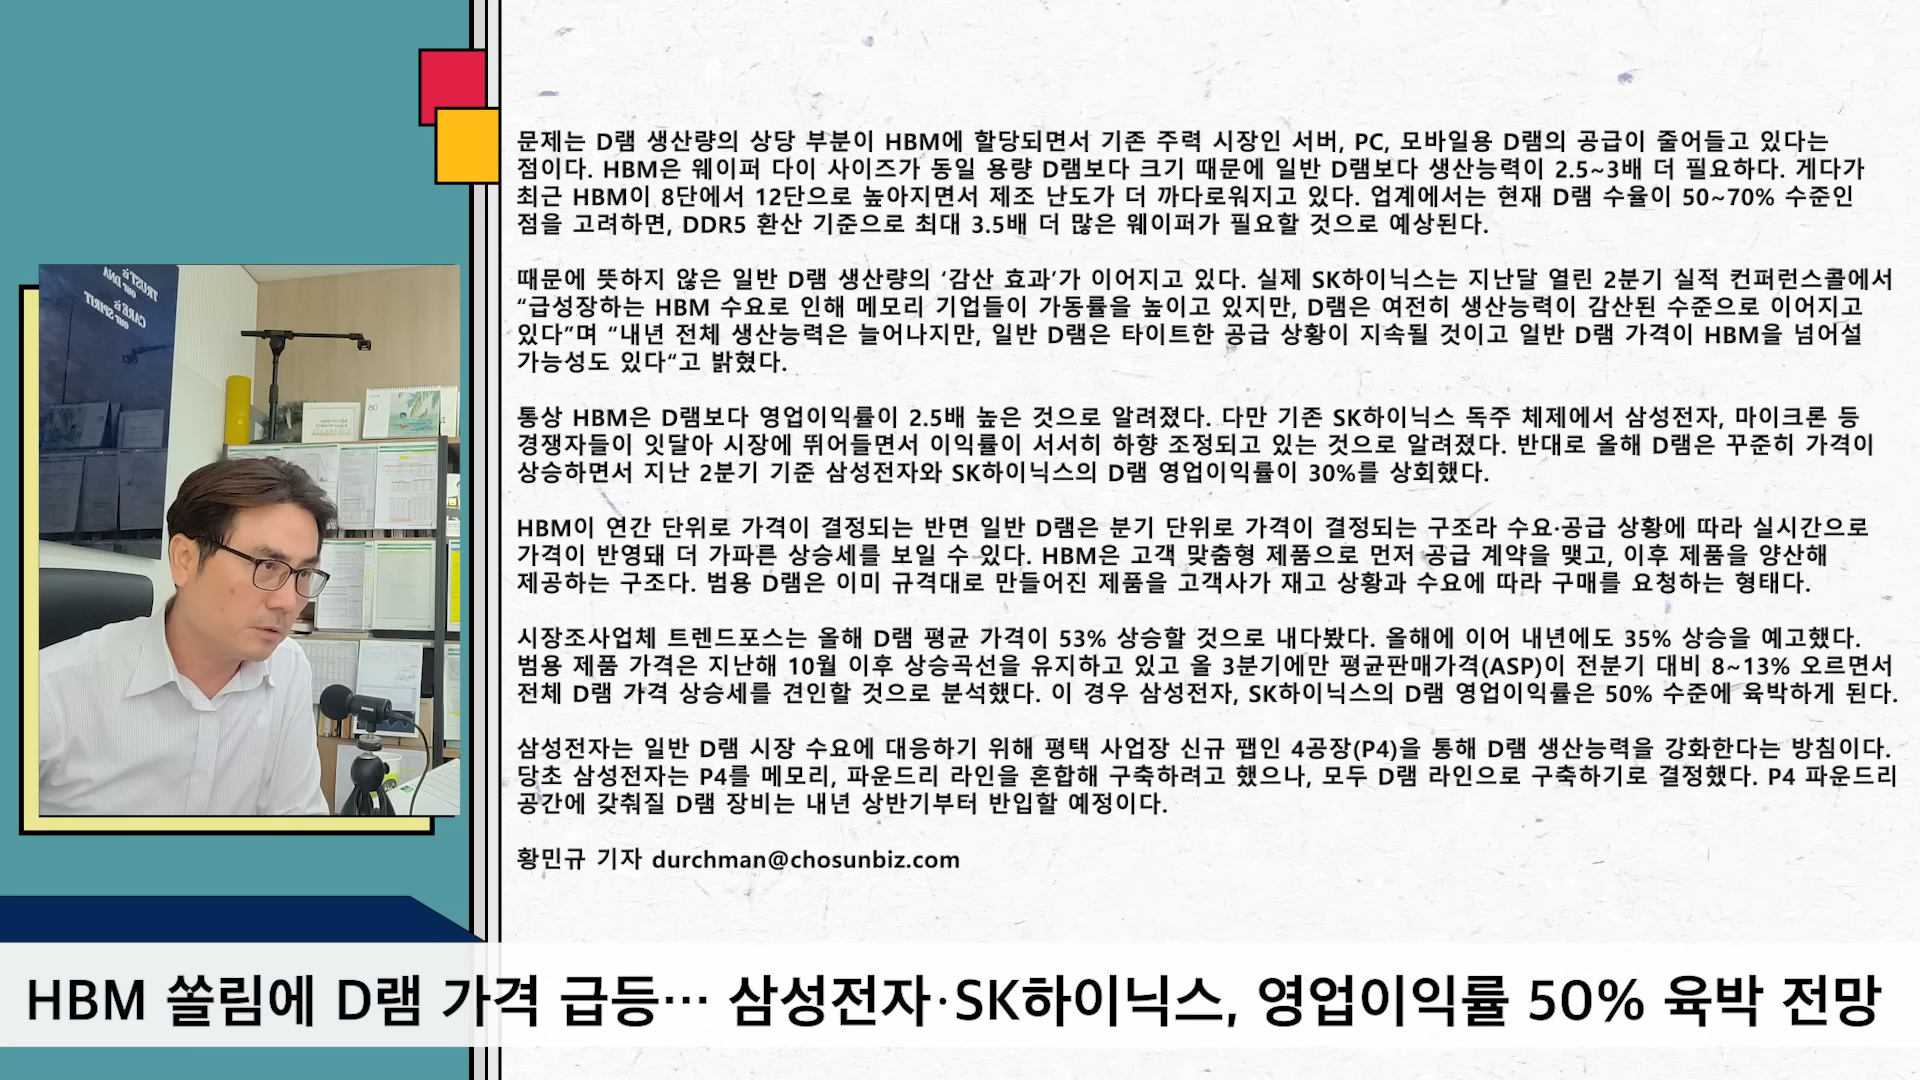 TRUST is
our DNA
CARE is
our SPIRIT
문제는 D램 생산량의 상당 부분이 HBM에 할당되면서 기존 주력 시장인 서버, PC, 모바일용 D램의 공급이 줄어들고 있다는
점이다. HBM은 웨이퍼 다이 사이즈가 동일 용량 D램보다 크기 때문에 일반 D램보다 생산능력이 2.5~3배 더 필요하다. 게다가
최근 HBM이 8단에서 12단으로 높아지면서 제조 난도가 더 까다로워지고 있다. 업계에서는 현재 D램 수율이 50~70% 수준인
점을 고려하면, DDR5 환산 기준으로 최대 3.5배 더 많은 웨이퍼가 필요할 것으로 예상된다.
때문에 뜻하지 않은 일반 D램 생산량의 ‘감산 효과’가 이어지고 있다. 실제 SK하이닉스는 지난달 열린 2분기 실적 컨퍼런스콜에서
“급성장하는 HBM 수요로 인해 메모리 기업들이 가동률을 높이고 있지만, D램은 여전히 생산능력이 감산된 수준으로 이어지고
있다”며 “내년 전체 생산능력은 늘어나지만, 일반 D램은 타이트한 공급 상황이 지속될 것이고 일반 D램 가격이 HBM을 넘어설
가능성도 있다“고 밝혔다.
통상 HBM은 D램보다 영업이익률이 2.5배 높은 것으로 알려졌다. 다만 기존 SK하이닉스 독주 체제에서 삼성전자, 마이크론 등
경쟁자들이 잇달아 시장에 뛰어들면서 이익률이 서서히 하향 조정되고 있는 것으로 알려졌다. 반대로 올해 D램은 꾸준히 가격이
상승하면서 지난 2분기 기준 삼성전자와 SK하이닉스의 D램 영업이익률이 30%를 상회했다.
HBM이 연간 단위로 가격이 결정되는 반면 일반 D램은 분기 단위로 가격이 결정되는 구조라 수요·공급 상황에 따라 실시간으로
가격이 반영돼 더 가파른 상승세를 보일 수 있다. HBM은 고객 맞춤형 제품으로 먼저 공급 계약을 맺고, 이후 제품을 양산해
제공하는 구조다. 범용 D램은 이미 규격대로 만들어진 제품을 고객사가 재고 상황과 수요에 따라 구매를 요청하는 형태다.
시장조사업체 트렌드포스는 올해 D램 평균 가격이 53% 상승할 것으로 내다봤다. 올해에 이어 내년에도 35% 상승을 예고했다.
범용 제품 가격은 지난해 10월 이후 상승곡선을 유지하고 있고 올 3분기에만 평균판매가격(ASP)이 전분기 대비 8~13% 오르면서
전체 D램 가격 상승세를 견인할 것으로 분석했다. 이 경우 삼성전자, SK하이닉스의 D램 영업이익률은 50% 수준에 육박하게 된다.
삼성전자는 일반 D램 시장 수요에 대응하기 위해 평택 사업장 신규 팹인 4공장(P4)을 통해 D램 생산능력을 강화한다는 방침이다.
당초 삼성전자는 P4를 메모리, 파운드리 라인을 혼합해 구축하려고 했으나, 모두 D램 라인으로 구축하기로 결정했다. P4 파운드리
공간에 갖춰질 D램 장비는 내년 상반기부터 반입할 예정이다.
황민규 기자 durchman@chosunbiz.com
HBM 쏠림에 D램 가격 급등… 삼성전자·SK하이닉스, 영업이익률 50% 육박 전망